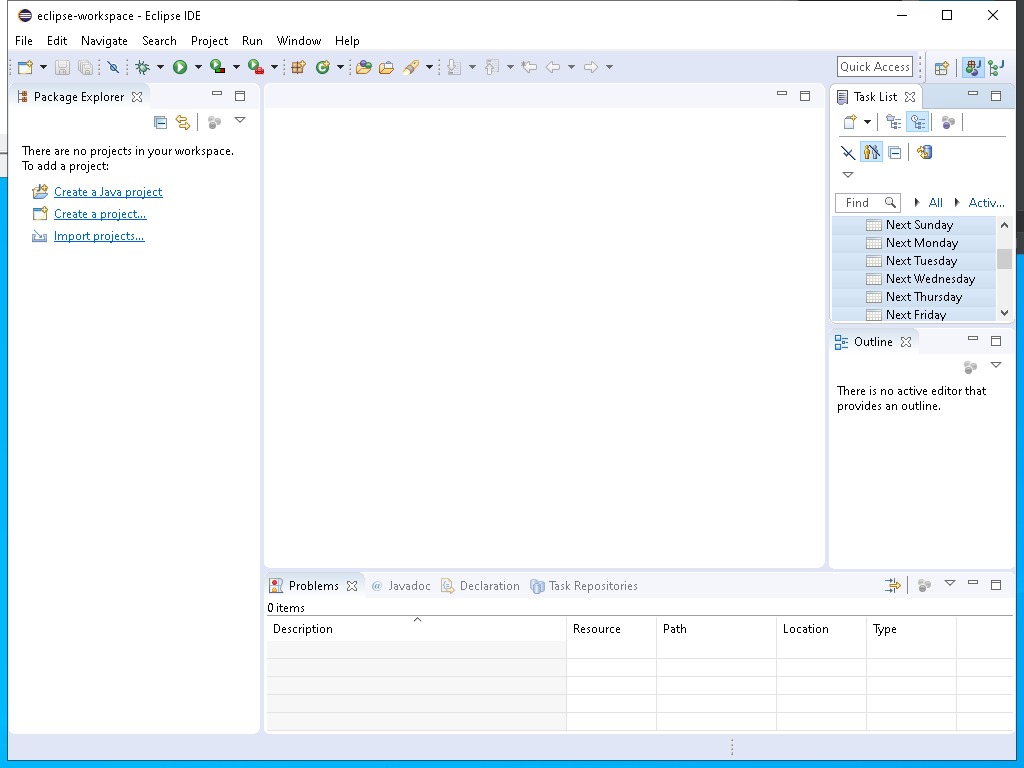 eclipse-workspace - Eclipse IDE
File Edit Navigate Search Project Run Window Help
Quick Access
Package Explorer
There are no projects in your workspace.
To add a project:
Create a Java project
Create a project...
Import projects...
Task List
Find All Activ...
Next Sunday
Next Monday
Next Tuesday
Next Wednesday
Next Thursday
Next Friday
Outline
There is no active editor that
provides an outline.
Problems @ Javadoc Declaration Task Repositories
0 items
Description Resource Path Location Type